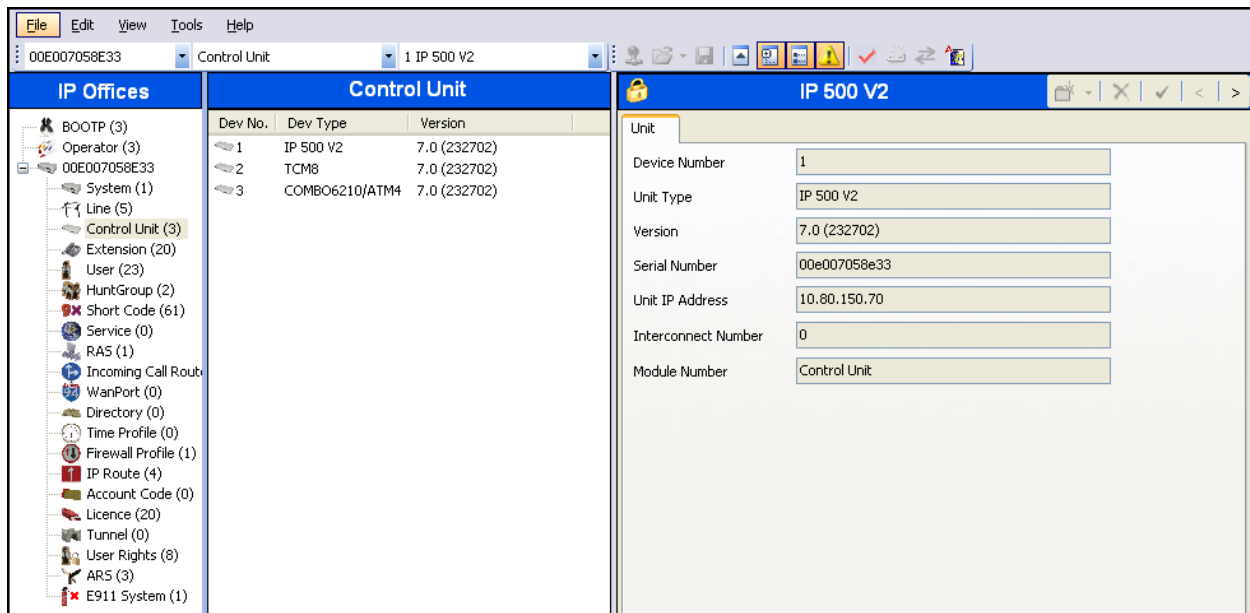 File Edit View Tools Help
00E007058E33 Control Unit 1 IP 500 V2
IP Offices
BOOTP (3)
Operator (3)
00E007058E33
System (1)
Line (5)
Control Unit (3)
Extension (20)
User (23)
HuntGroup (2)
Short Code (61)
Service (0)
RAS (1)
Incoming Call Rout
WanPort (0)
Directory (0)
Time Profile (0)
Firewall Profile (1)
IP Route (4)
Account Code (0)
Licence (20)
Tunnel (0)
User Rights (8)
ARS (3)
E911 System (1)
Control Unit
Dev No. Dev Type Version
1 IP 500 V2 7.0 (232702)
2 TCM8 7.0 (232702)
3 COMBO6210/ATM4 7.0 (232702)
IP 500 V2
Unit
Device Number 1
Unit Type IP 500 V2
Version 7.0 (232702)
Serial Number 00e007058e33
Unit IP Address 10.80.150.70
Interconnect Number 0
Module Number Control Unit